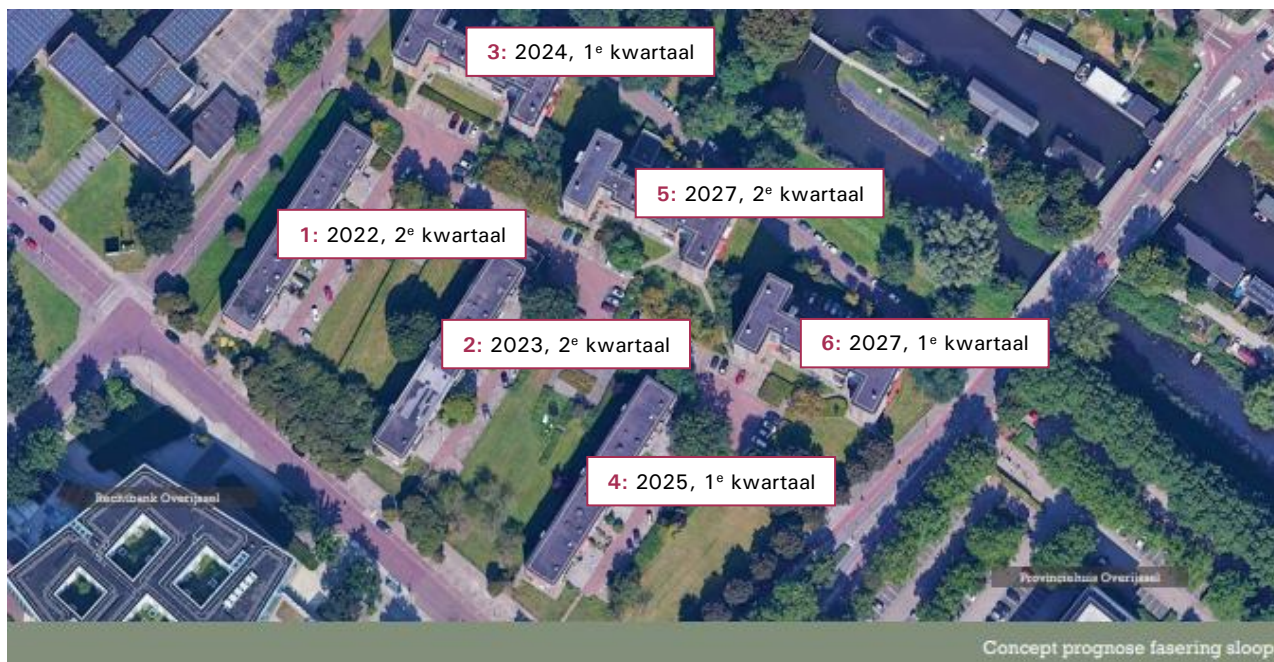 3: 2024, 1e kwartaal
5: 2027, 2e kwartaal
1: 2022, 2e kwartaal
2: 2023, 2e kwartaal
6: 2027, 1e kwartaal
4: 2025, 1e kwartaal
Rechtbank Overijssel
Provinciehuis Overijssel
Concept prognose fasering sloop